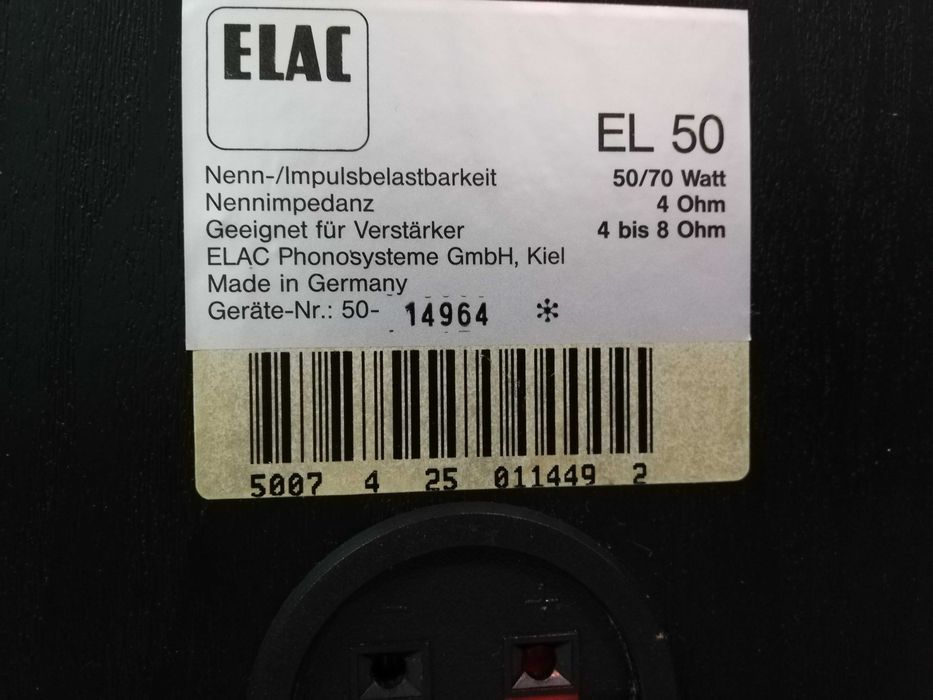 ELAC
EL 50
Nenn-/Impulsbelastbarkeit 50/70 Watt
Nennimpedanz 4 Ohm
Geeignet für Verstärker 4 bis 8 Ohm
ELAC Phonosysteme GmbH, Kiel
Made in Germany
Geräte-Nr.: 50- 14964 *
5007 4 25 011449 2